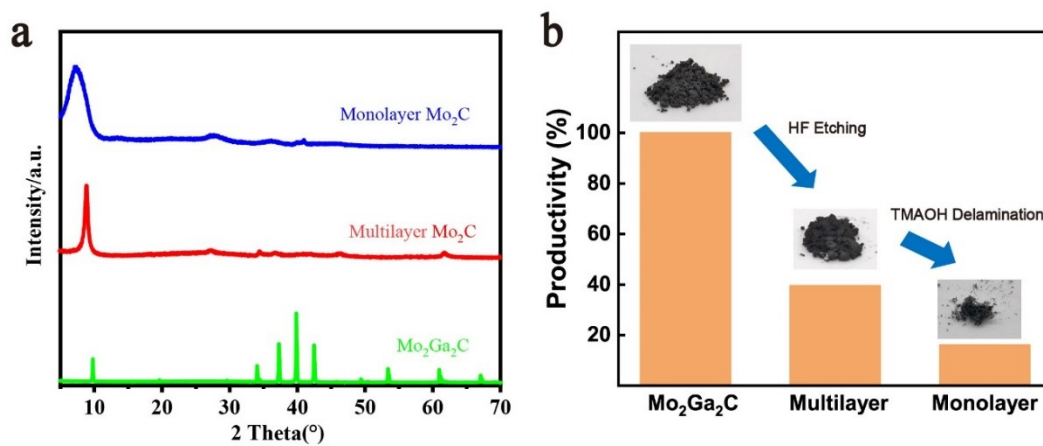 a
Intensity/a.u.
Monolayer Mo₂C
Multilayer Mo₂C
Mo₂Ga₂C
10 20 30 40 50 60 70
2 Theta(°)
b
Productivity (%)
100
80
60
40
20
HF Etching
TMAOH Delamination
Mo₂Ga₂C Multilayer Monolayer